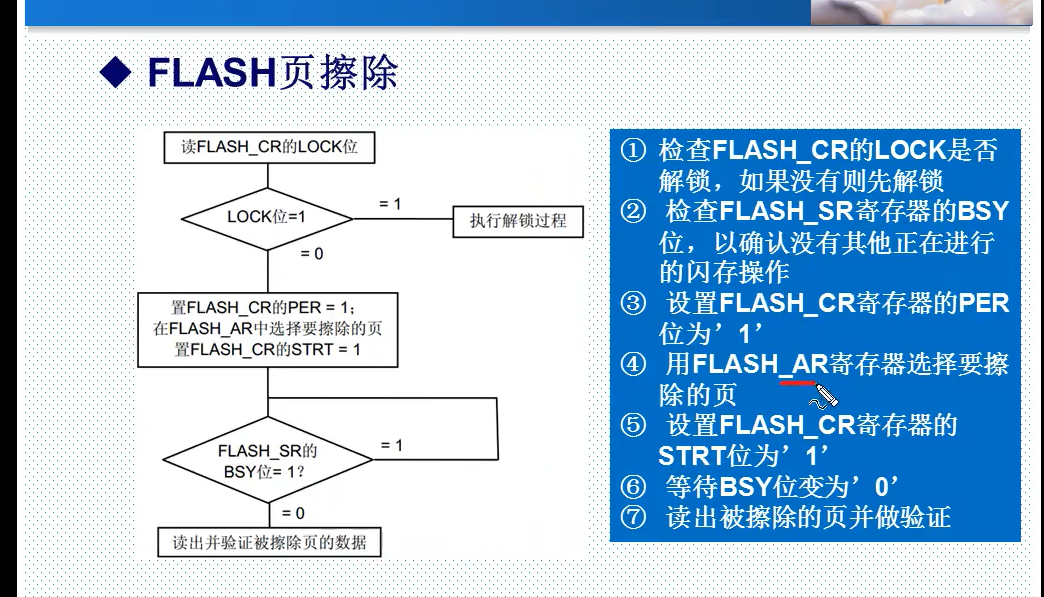 FLASH页擦除
读FLASH_CR的LOCK位
LOCK位=1
= 1
执行解锁过程
= 0
置FLASH_CR的PER = 1;
在FLASH_AR中选择要擦除的页
置FLASH_CR的STRT = 1
FLASH_SR的
BSY位= 1?
= 1
= 0
读出并验证被擦除页的数据
① 检查FLASH_CR的LOCK是否
解锁，如果没有则先解锁
② 检查FLASH_SR寄存器的BSY
位，以确认没有其他正在进行
的闪存操作
③ 设置FLASH_CR寄存器的PER
位为’1’
④ 用FLASH_AR寄存器选择要擦
除的页
⑤ 设置FLASH_CR寄存器的
STRT位为’1’
⑥ 等待BSY位变为’0’
⑦ 读出被擦除的页并做验证